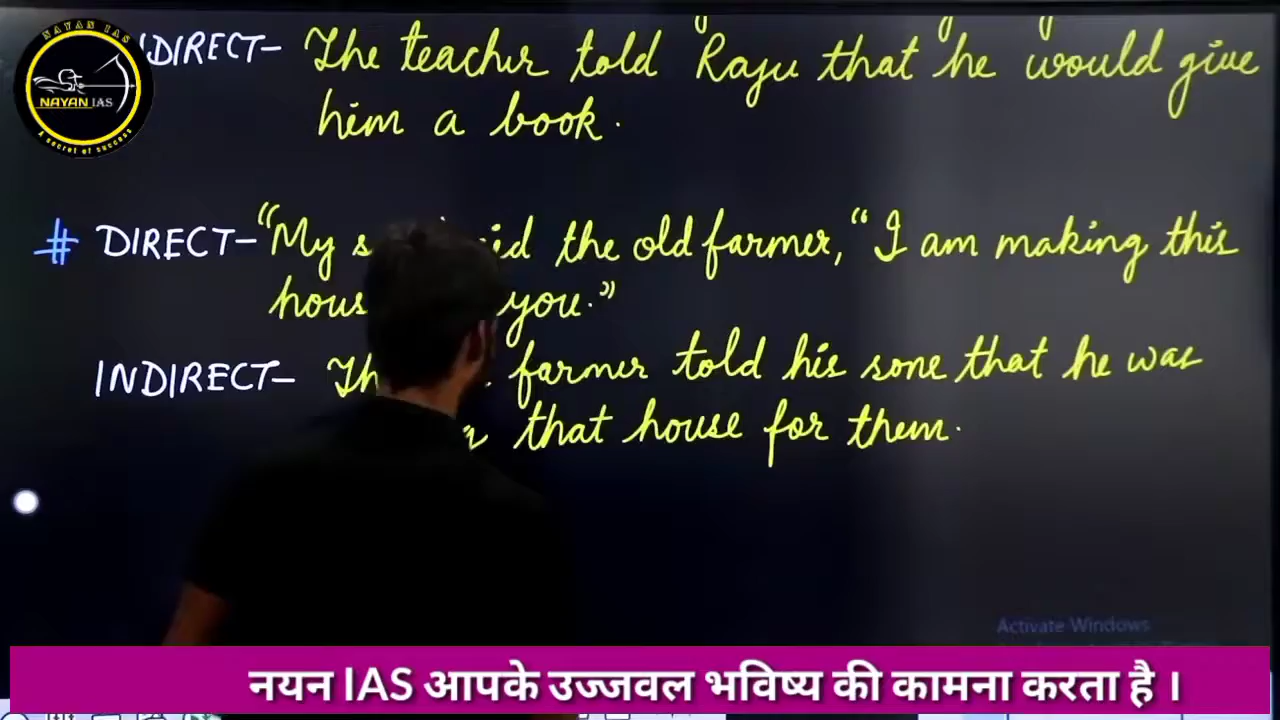 NAYAN IAS
NAYAN IAS
A secret of success
NDIRECT- The teacher told Raju that he would give
him a book.
# DIRECT- “My s id the old farmer, “I am making this
hous you.”
INDIRECT- Th farmer told his sone that he was
that house for them.
Activate Windows
नयन IAS आपके उज्जवल भविष्य की कामना करता है ।